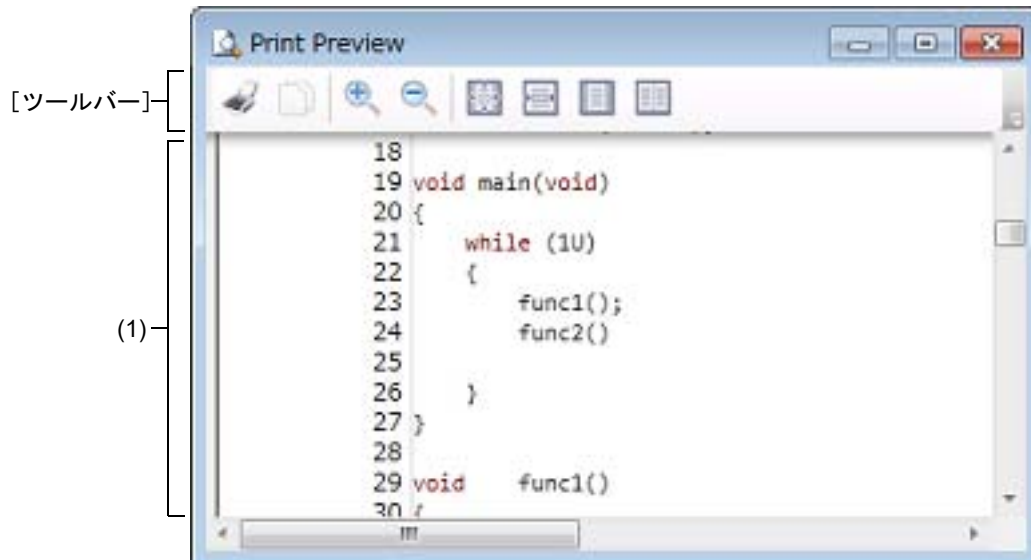 Print Preview
[ツールバー]
(1)
18
19 void main(void)
20 {
21 while (1U)
22 {
23 func1();
24 func2()
25
26 }
27 }
28
29 void func1()
30 {